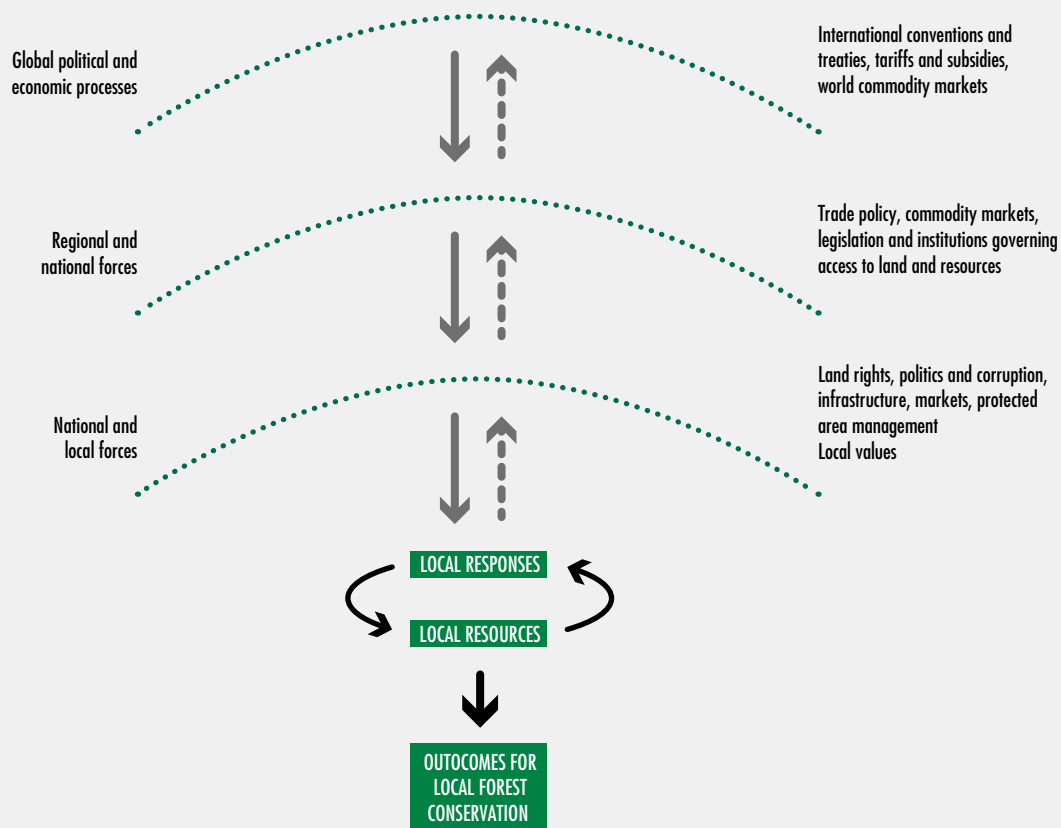 Global political and
economic processes
International conventions and
treaties, tariffs and subsidies,
world commodity markets
Regional and
national forces
Trade policy, commodity markets,
legislation and institutions governing
access to land and resources
National and
local forces
Land rights, politics and corruption,
infrastructure, markets, protected
area management
Local values
LOCAL RESPONSES
LOCAL RESOURCES
OUTOCOMES FOR
LOCAL FOREST
CONSERVATION